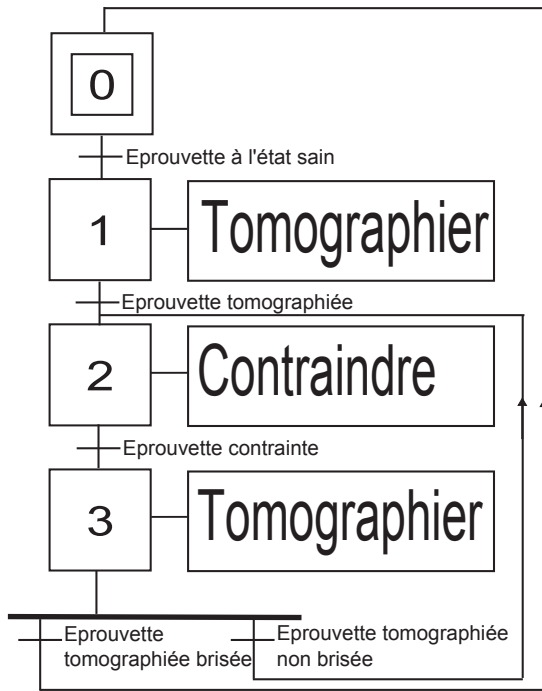 0
Eprouvette à l'état sain
1
Tomographier
Eprouvette tomographiée
2
Contraindre
Eprouvette contrainte
3
Tomographier
Eprouvette
tomographiée brisée
Eprouvette tomographiée
non brisée